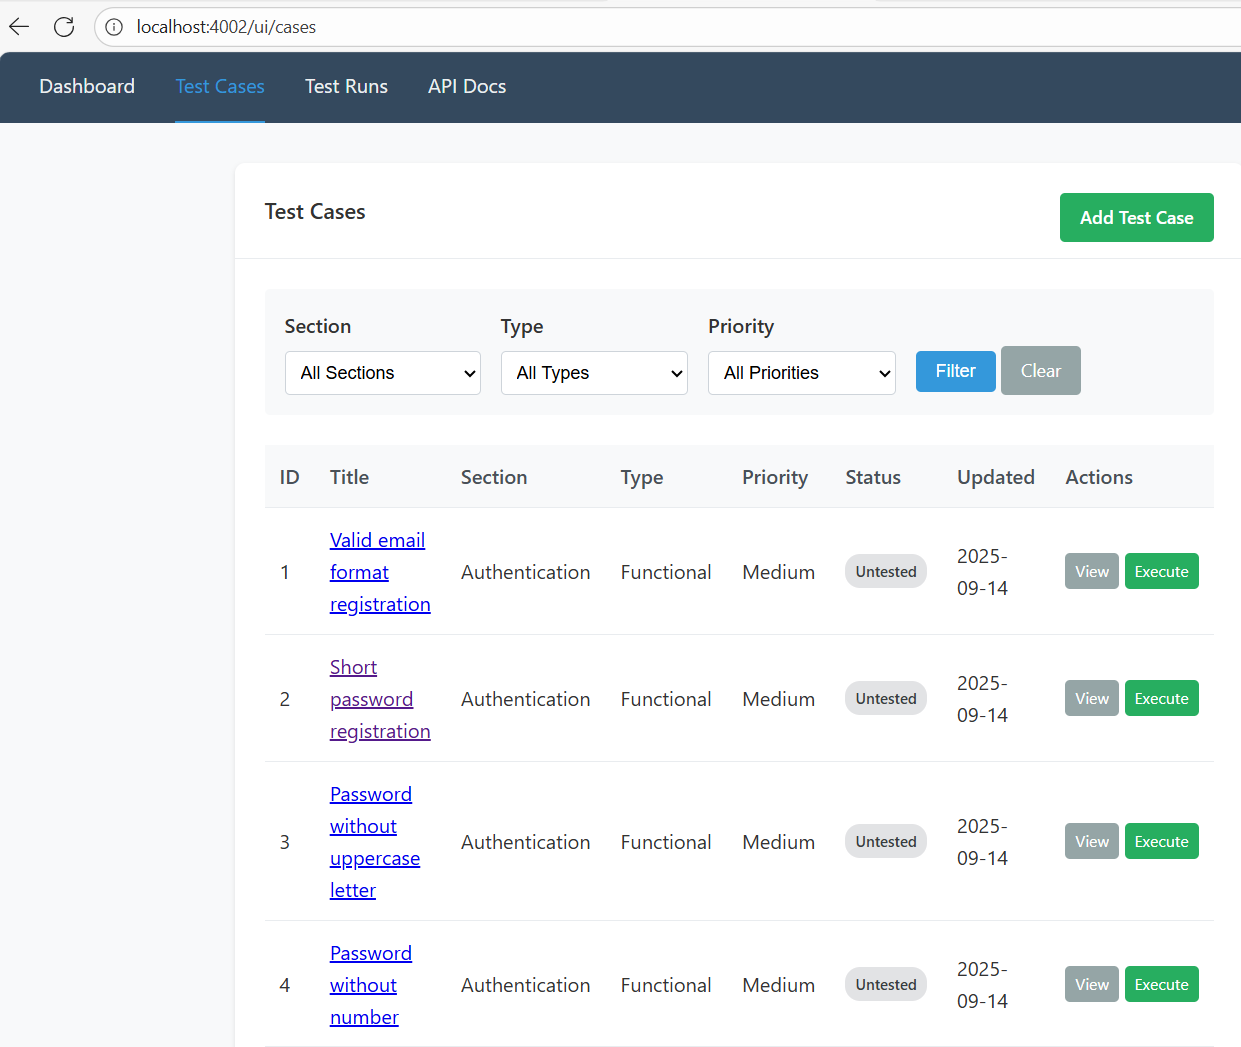 localhost:4002/ui/cases
Dashboard Test Cases Test Runs API Docs
Test Cases
Add Test Case
Section Type Priority
All Sections All Types All Priorities Filter Clear
ID Title Section Type Priority Status Updated Actions
Valid email
format
registration
1 Authentication Functional Medium Untested 2025-
09-14 View Execute
Short
password
registration
2 Authentication Functional Medium Untested 2025-
09-14 View Execute
Password
without
uppercase
letter
3 Authentication Functional Medium Untested 2025-
09-14 View Execute
Password
without
number
4 Authentication Functional Medium Untested 2025-
09-14 View Execute